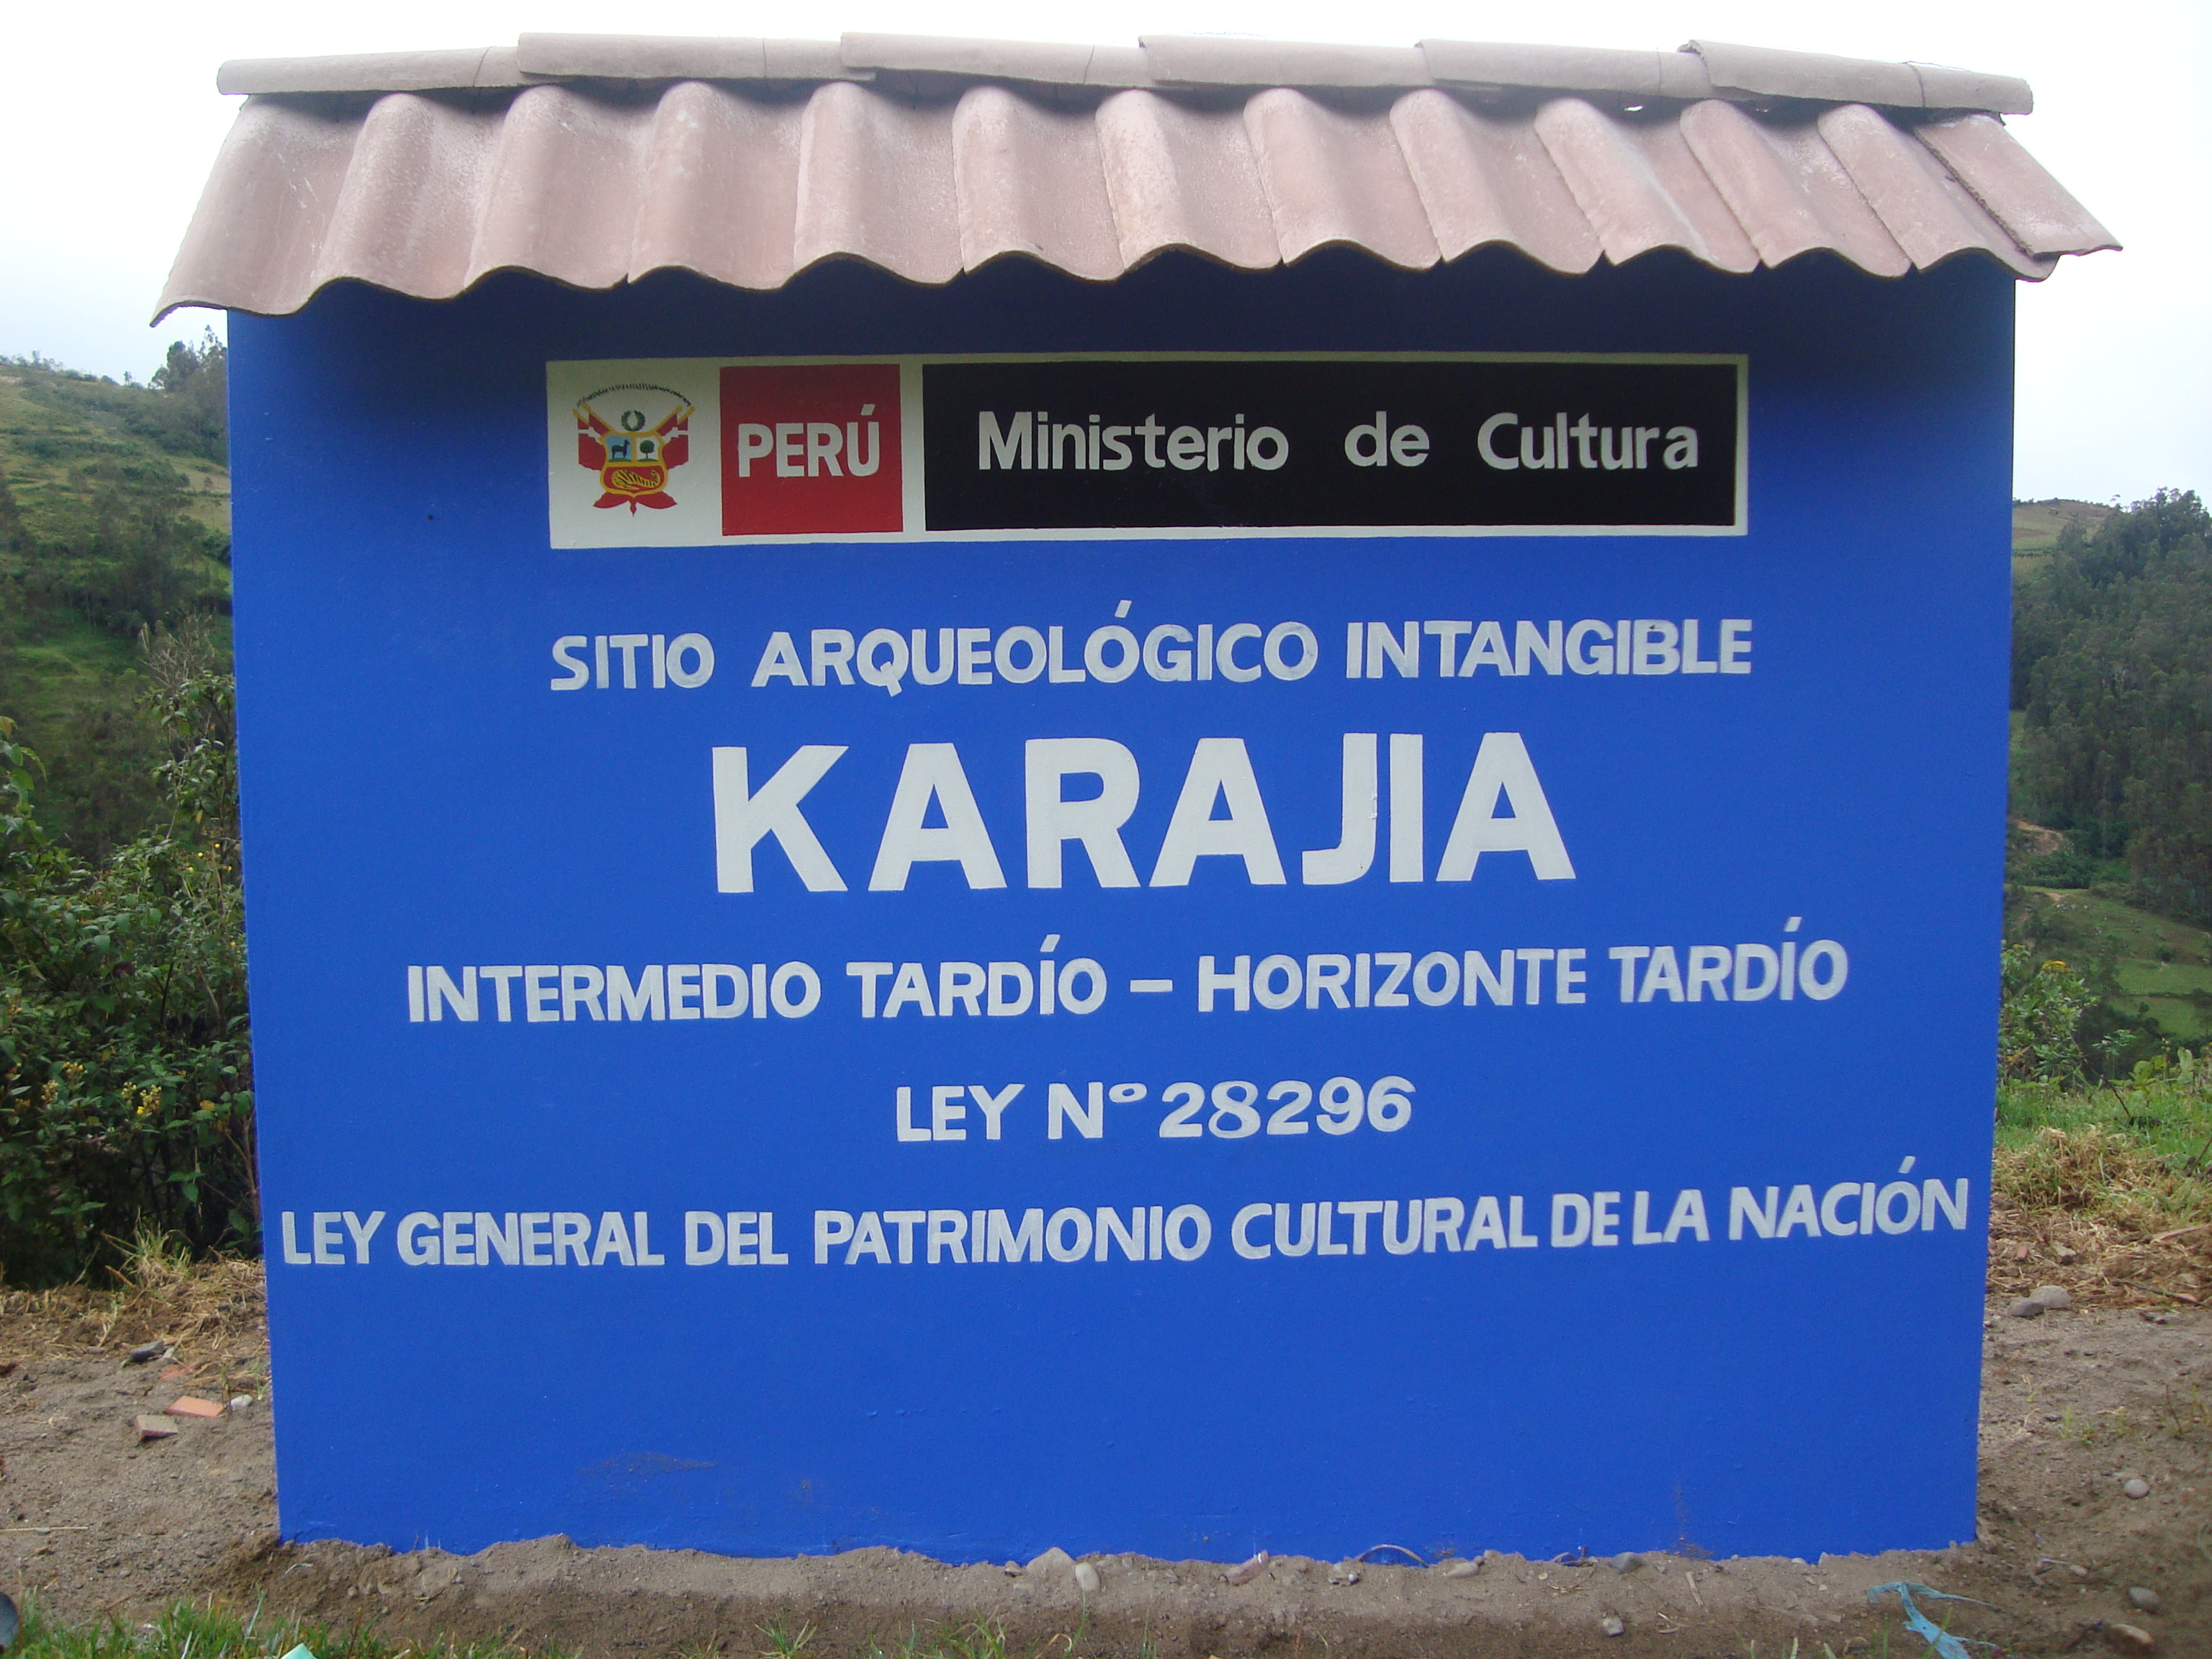 PERÚ Ministerio de Cultura
SITIO ARQUEOLÓGICO INTANGIBLE
KARAJIA
INTERMEDIO TARDÍO – HORIZONTE TARDÍO
LEY Nº 28296
LEY GENERAL DEL PATRIMONIO CULTURAL DE LA NACIÓN